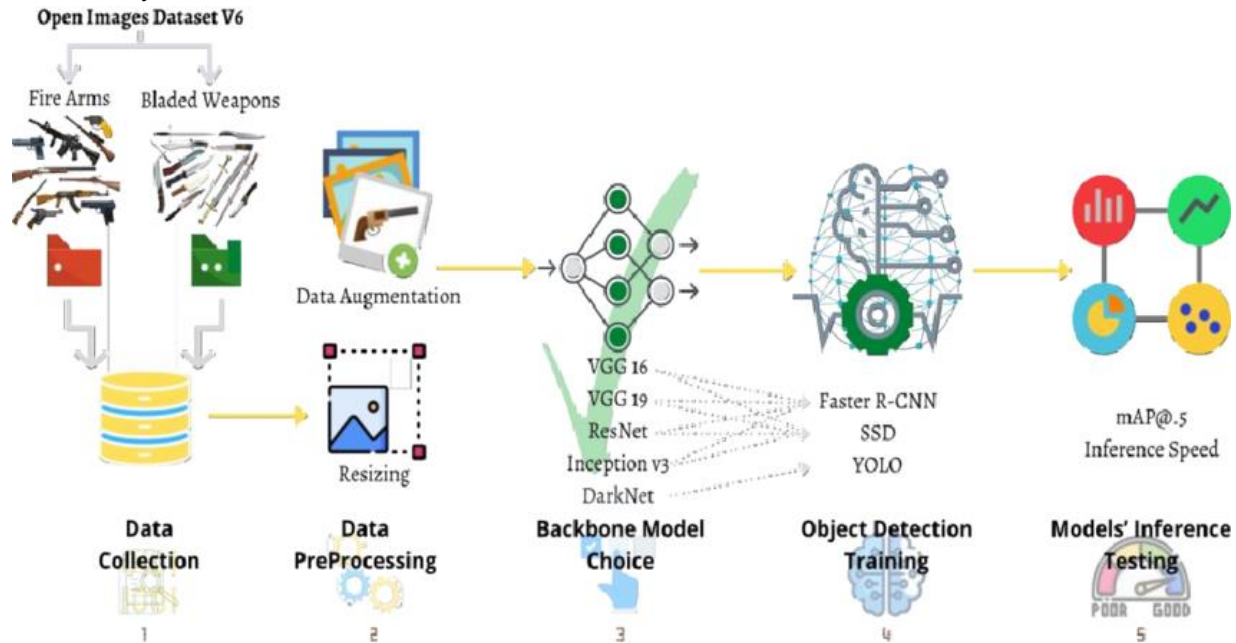 Open Images Dataset V6
Fire Arms
Bladed Weapons
Data Augmentation
Resizing
VGG 16
VGG 19
ResNet
Inception v3
DarkNet
Faster R-CNN
SSD
YOLO
mAP@.5
Inference Speed
Data
Collection
1
Data
PreProcessing
2
Backbone Model
Choice
3
Object Detection
Training
4
Models' Inference
Testing
POOR GOOD
5